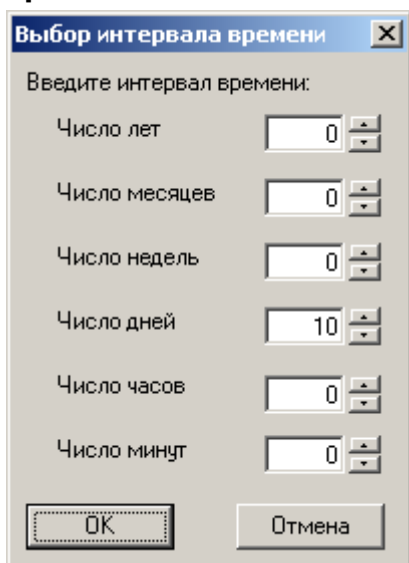 Выбор интервала времени
Введите интервал времени:
Число лет 0
Число месяцев 0
Число недель 0
Число дней 10
Число часов 0
Число минут 0
OK Отмена